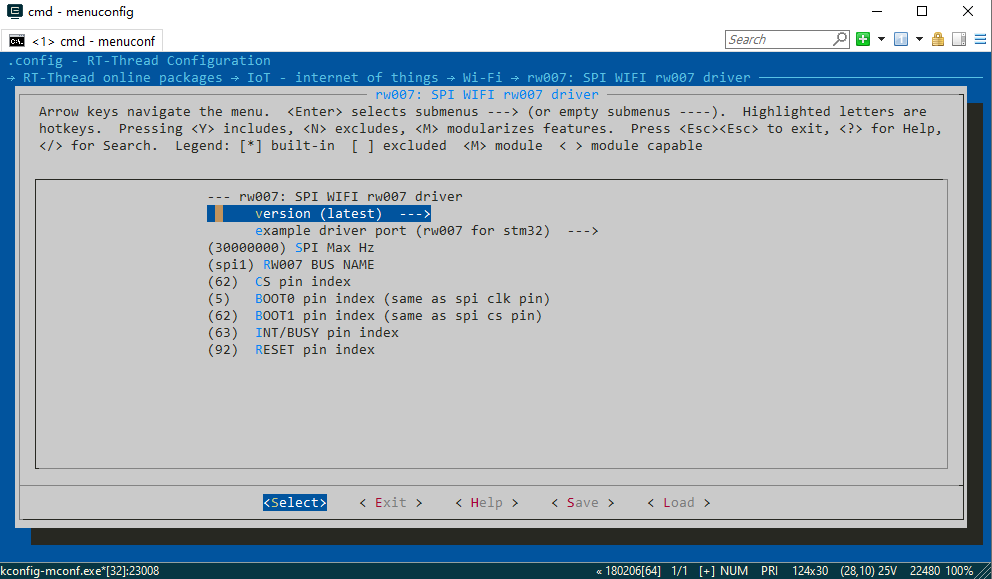 cmd - menuconfig
<1> cmd - menuconf
Search
.config - RT-Thread Configuration
→ RT-Thread online packages → IoT - internet of things → Wi-Fi → rw007: SPI WIFI rw007 driver
rw007: SPI WIFI rw007 driver
Arrow keys navigate the menu.  <Enter> selects submenus ---> (or empty submenus ----).  Highlighted letters are
hotkeys.  Pressing <Y> includes, <N> excludes, <M> modularizes features.  Press <Esc><Esc> to exit, <?> for Help,
</> for Search.  Legend: [*] built-in  [ ] excluded  <M> module  < > module capable
--- rw007: SPI WIFI rw007 driver
version (latest)  --->
example driver port (rw007 for stm32)  --->
(30000000) SPI Max Hz
(spi1) RW007 BUS NAME
(62)  CS pin index
(5)   BOOT0 pin index (same as spi clk pin)
(62)  BOOT1 pin index (same as spi cs pin)
(63)  INT/BUSY pin index
(92)  RESET pin index
<Select>    < Exit >    < Help >    < Save >    < Load >
kconfig-mconf.exe*[32]:23008    « 180206[64]  1/1  [+] NUM  PRI  124x30  (28,10) 25V  22480 100%